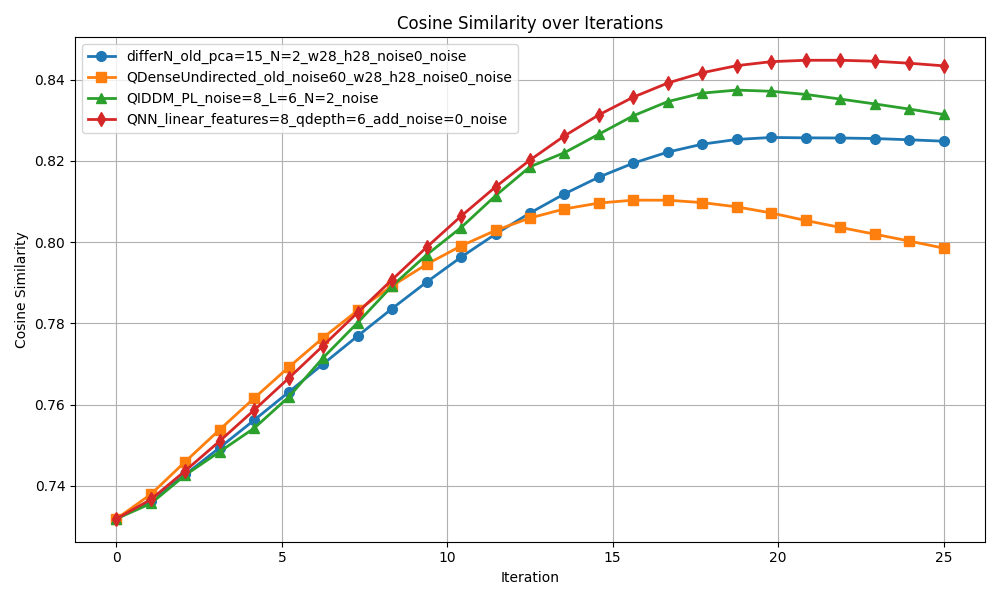 Cosine Similarity over Iterations
differN_old_pca=15_N=2_w28_h28_noise0_noise
QDenseUndirected_old_noise60_w28_h28_noise0_noise
QIDDM_PL_noise=8_L=6_N=2_noise
QNN_linear_features=8_qdepth=6_add_noise=0_noise
Cosine Similarity
0.84
0.82
0.80
0.78
0.76
0.74
0 5 10 15 20 25
Iteration